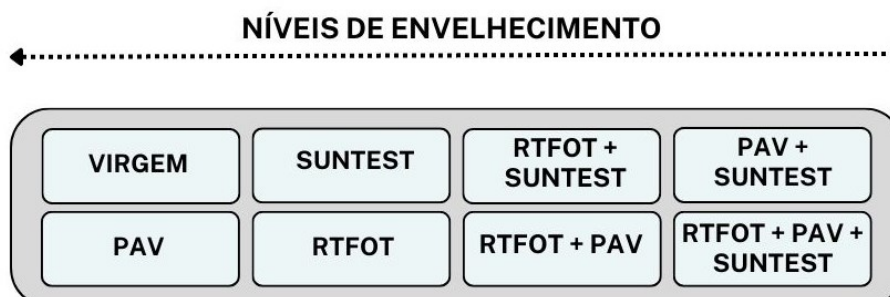 NÍVEIS DE ENVELHECIMENTO
VIRGEM
SUNTEST
RTFOT +
SUNTEST
PAV +
SUNTEST
PAV
RTFOT
RTFOT + PAV
RTFOT + PAV +
SUNTEST